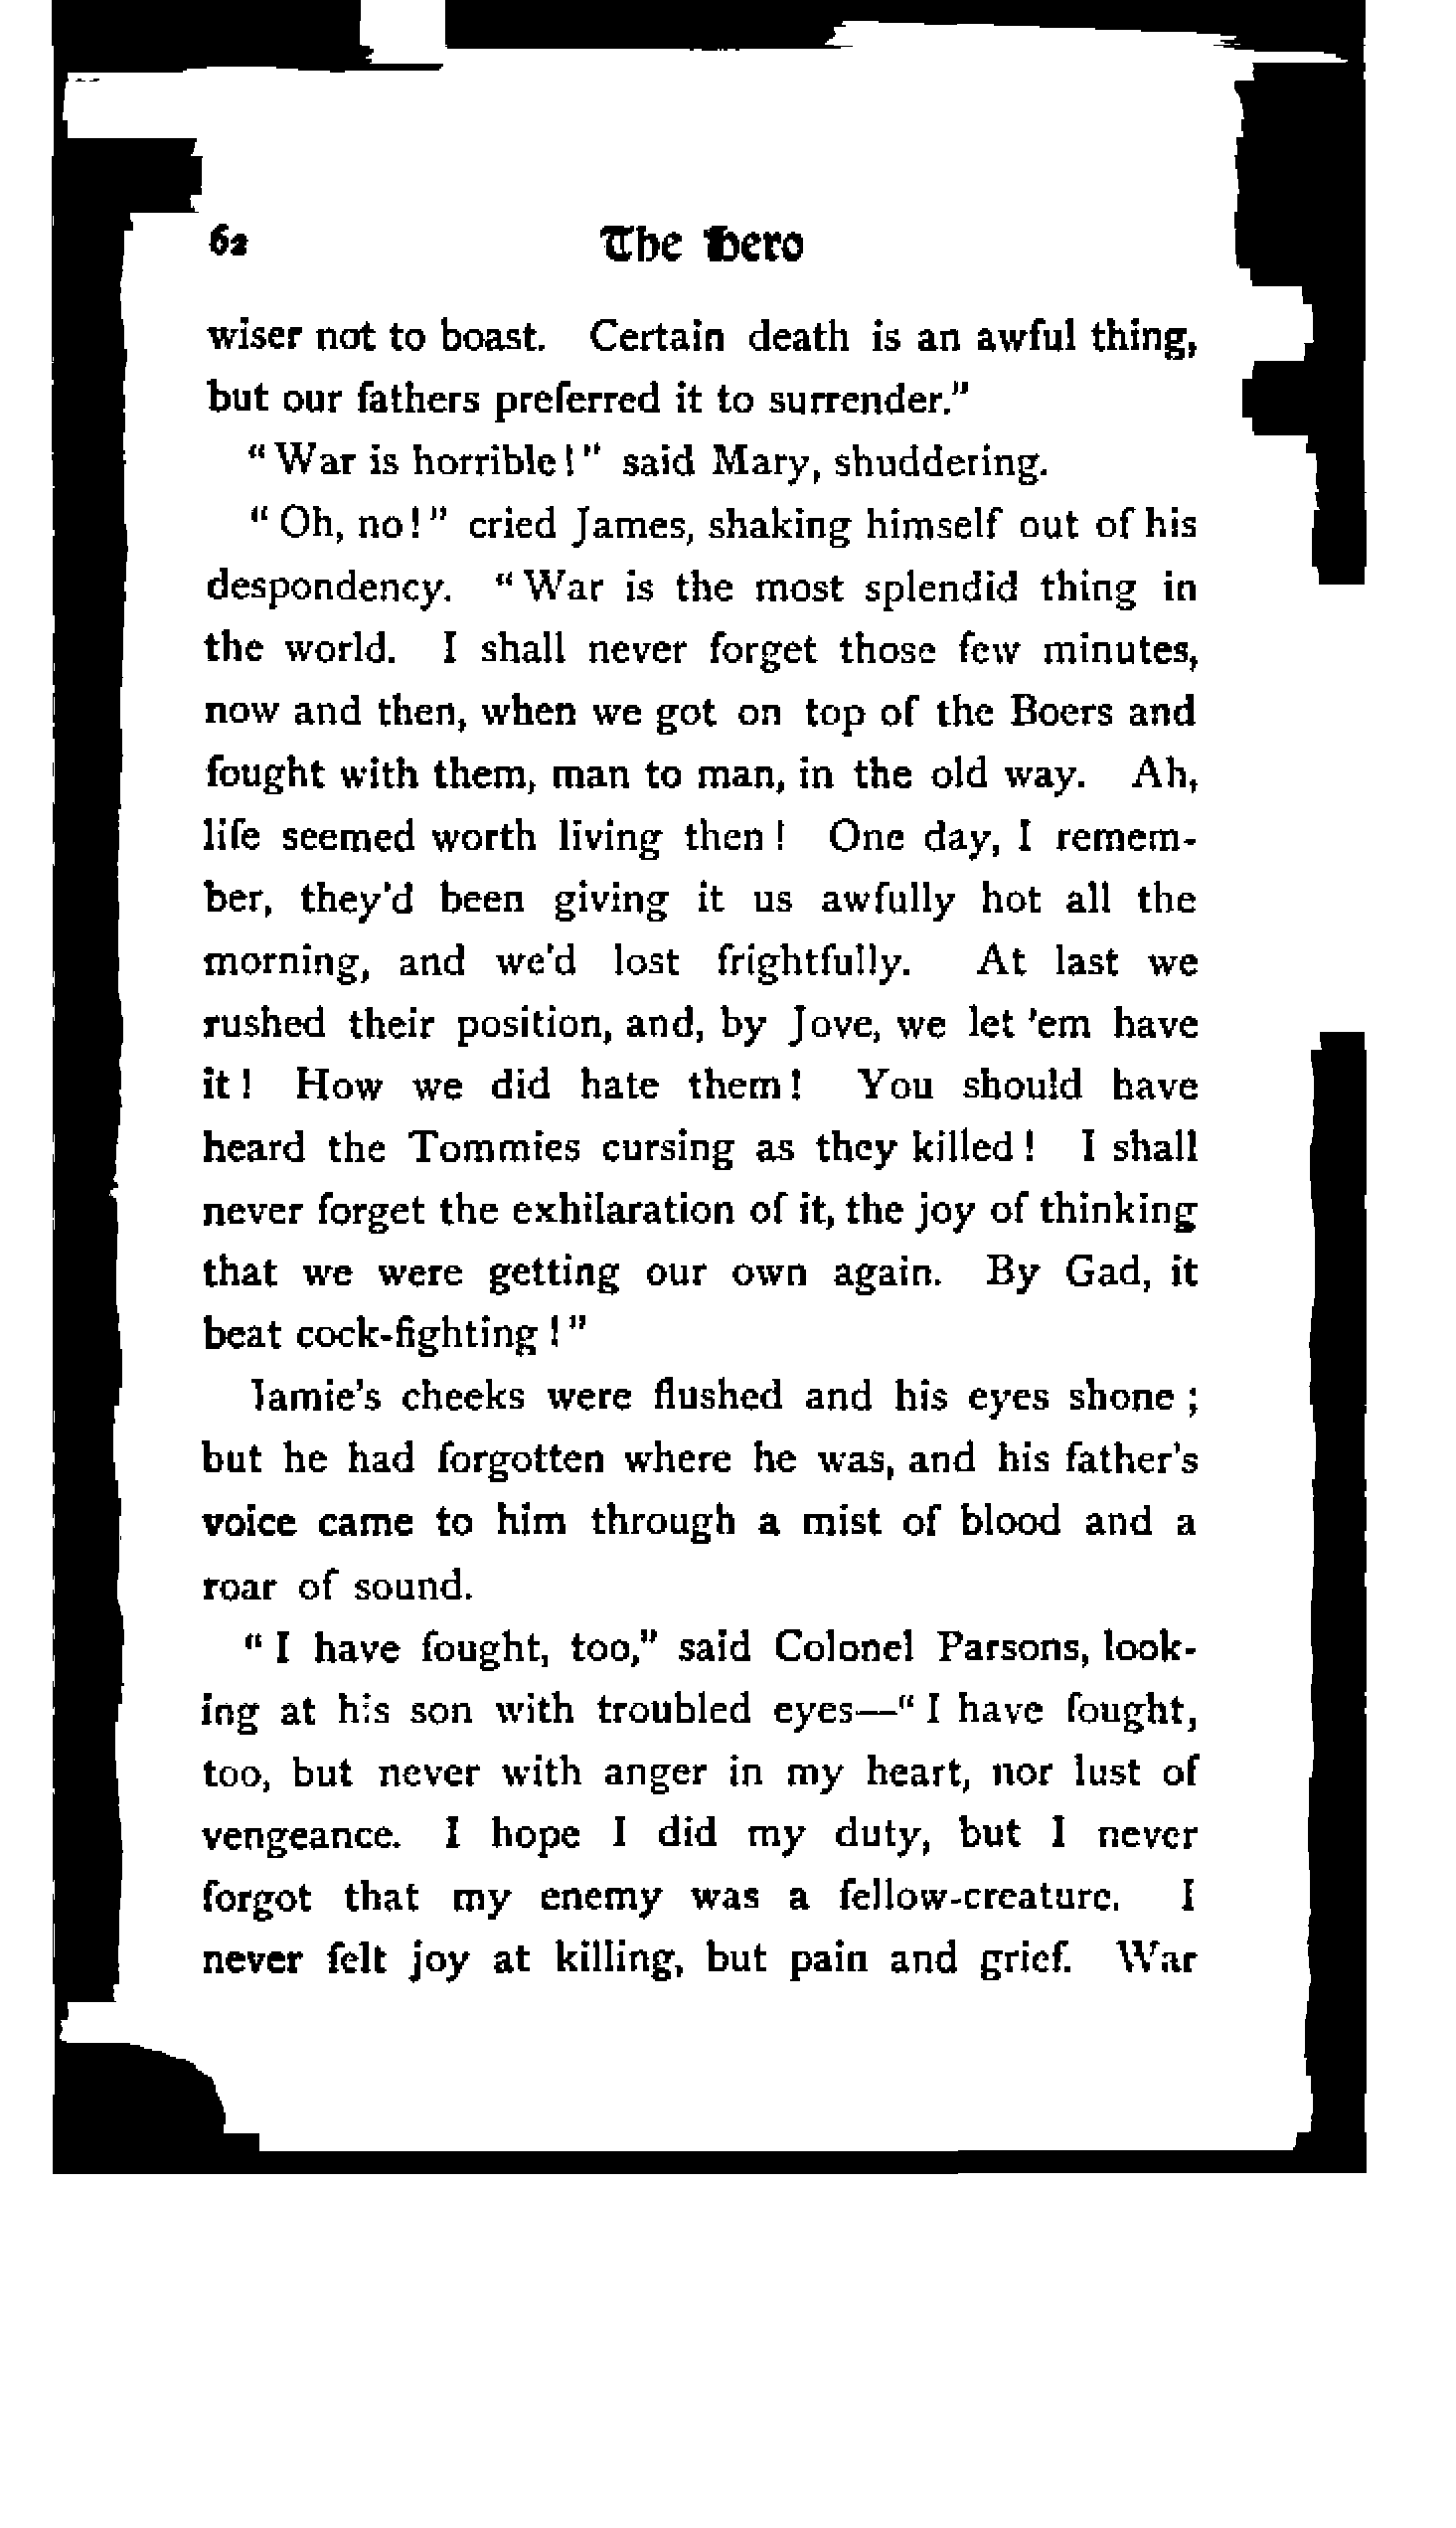 62 The Hero
wiser not to boast. Certain death is an awful thing,
but our fathers preferred it to surrender."
"War is horrible!" said Mary, shuddering.
"Oh, no!" cried James, shaking himself out of his
despondency. "War is the most splendid thing in
the world. I shall never forget those few minutes,
now and then, when we got on top of the Boers and
fought with them, man to man, in the old way. Ah,
life seemed worth living then! One day, I remem-
ber, they'd been giving it us awfully hot all the
morning, and we'd lost frightfully. At last we
rushed their position, and, by Jove, we let 'em have
it! How we did hate them! You should have
heard the Tommies cursing as they killed! I shall
never forget the exhilaration of it, the joy of thinking
that we were getting our own again. By Gad, it
beat cock-fighting!"
Jamie's cheeks were flushed and his eyes shone;
but he had forgotten where he was, and his father's
voice came to him through a mist of blood and a
roar of sound.
"I have fought, too," said Colonel Parsons, look-
ing at his son with troubled eyes—"I have fought,
too, but never with anger in my heart, nor lust of
vengeance. I hope I did my duty, but I never
forgot that my enemy was a fellow-creature. I
never felt joy at killing, but pain and grief. War